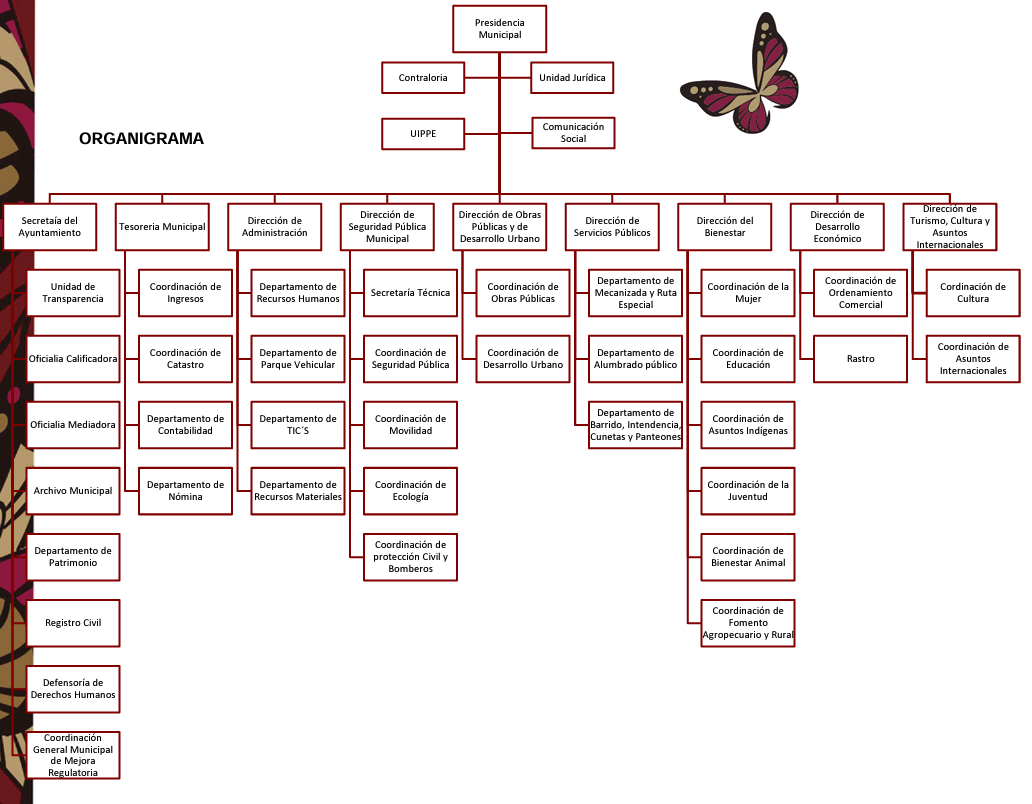 Presidencia
Municipal
Contraloria
Unidad Jurídica
UIPPE
Comunicación
Social
ORGANIGRAMA
Secretaía del
Ayuntamiento
Tesoreria Municipal
Dirección de
Administración
Dirección de
Seguridad Pública
Municipal
Dirección de Obras
Públicas y de
Desarrollo Urbano
Dirección de
Servicios Públicos
Dirección del
Bienestar
Dirección de
Desarrollo
Económico
Dirección de
Turismo, Cultura y
Asuntos
Internacionales
Unidad de
Transparencia
Oficialia Calificadora
Oficialia Mediadora
Archivo Municipal
Departamento de
Patrimonio
Registro Civil
Defensoría de
Derechos Humanos
Coordinación
General Municipal
de Mejora
Regulatoria
Coordinación de
Ingresos
Coordinación de
Catastro
Departamento de
Contabilidad
Departamento de
Nómina
Departamento de
Recursos Humanos
Departamento de
Parque Vehicular
Departamento de
TIC´S
Departamento de
Recursos Materiales
Secretaría Técnica
Coordinación de
Seguridad Pública
Coordinación de
Movilidad
Coordinación de
Ecología
Coordinación de
protección Civil y
Bomberos
Coordinación de
Obras Públicas
Coordinación de
Desarrollo Urbano
Departamento de
Mecanizada y Ruta
Especial
Departamento de
Alumbrado público
Departamento de
Barrido, Intendencia,
Cunetas y Panteones
Coordinación de la
Mujer
Coordinación de
Educación
Coordinación de
Asuntos Indígenas
Coordinación de la
Juventud
Coordinación de
Bienestar Animal
Coordinación de
Fomento
Agropecuario y Rural
Coordinación de
Ordenamiento
Comercial
Rastro
Cordinación de
Cultura
Coordinación de
Asuntos
Internacionales